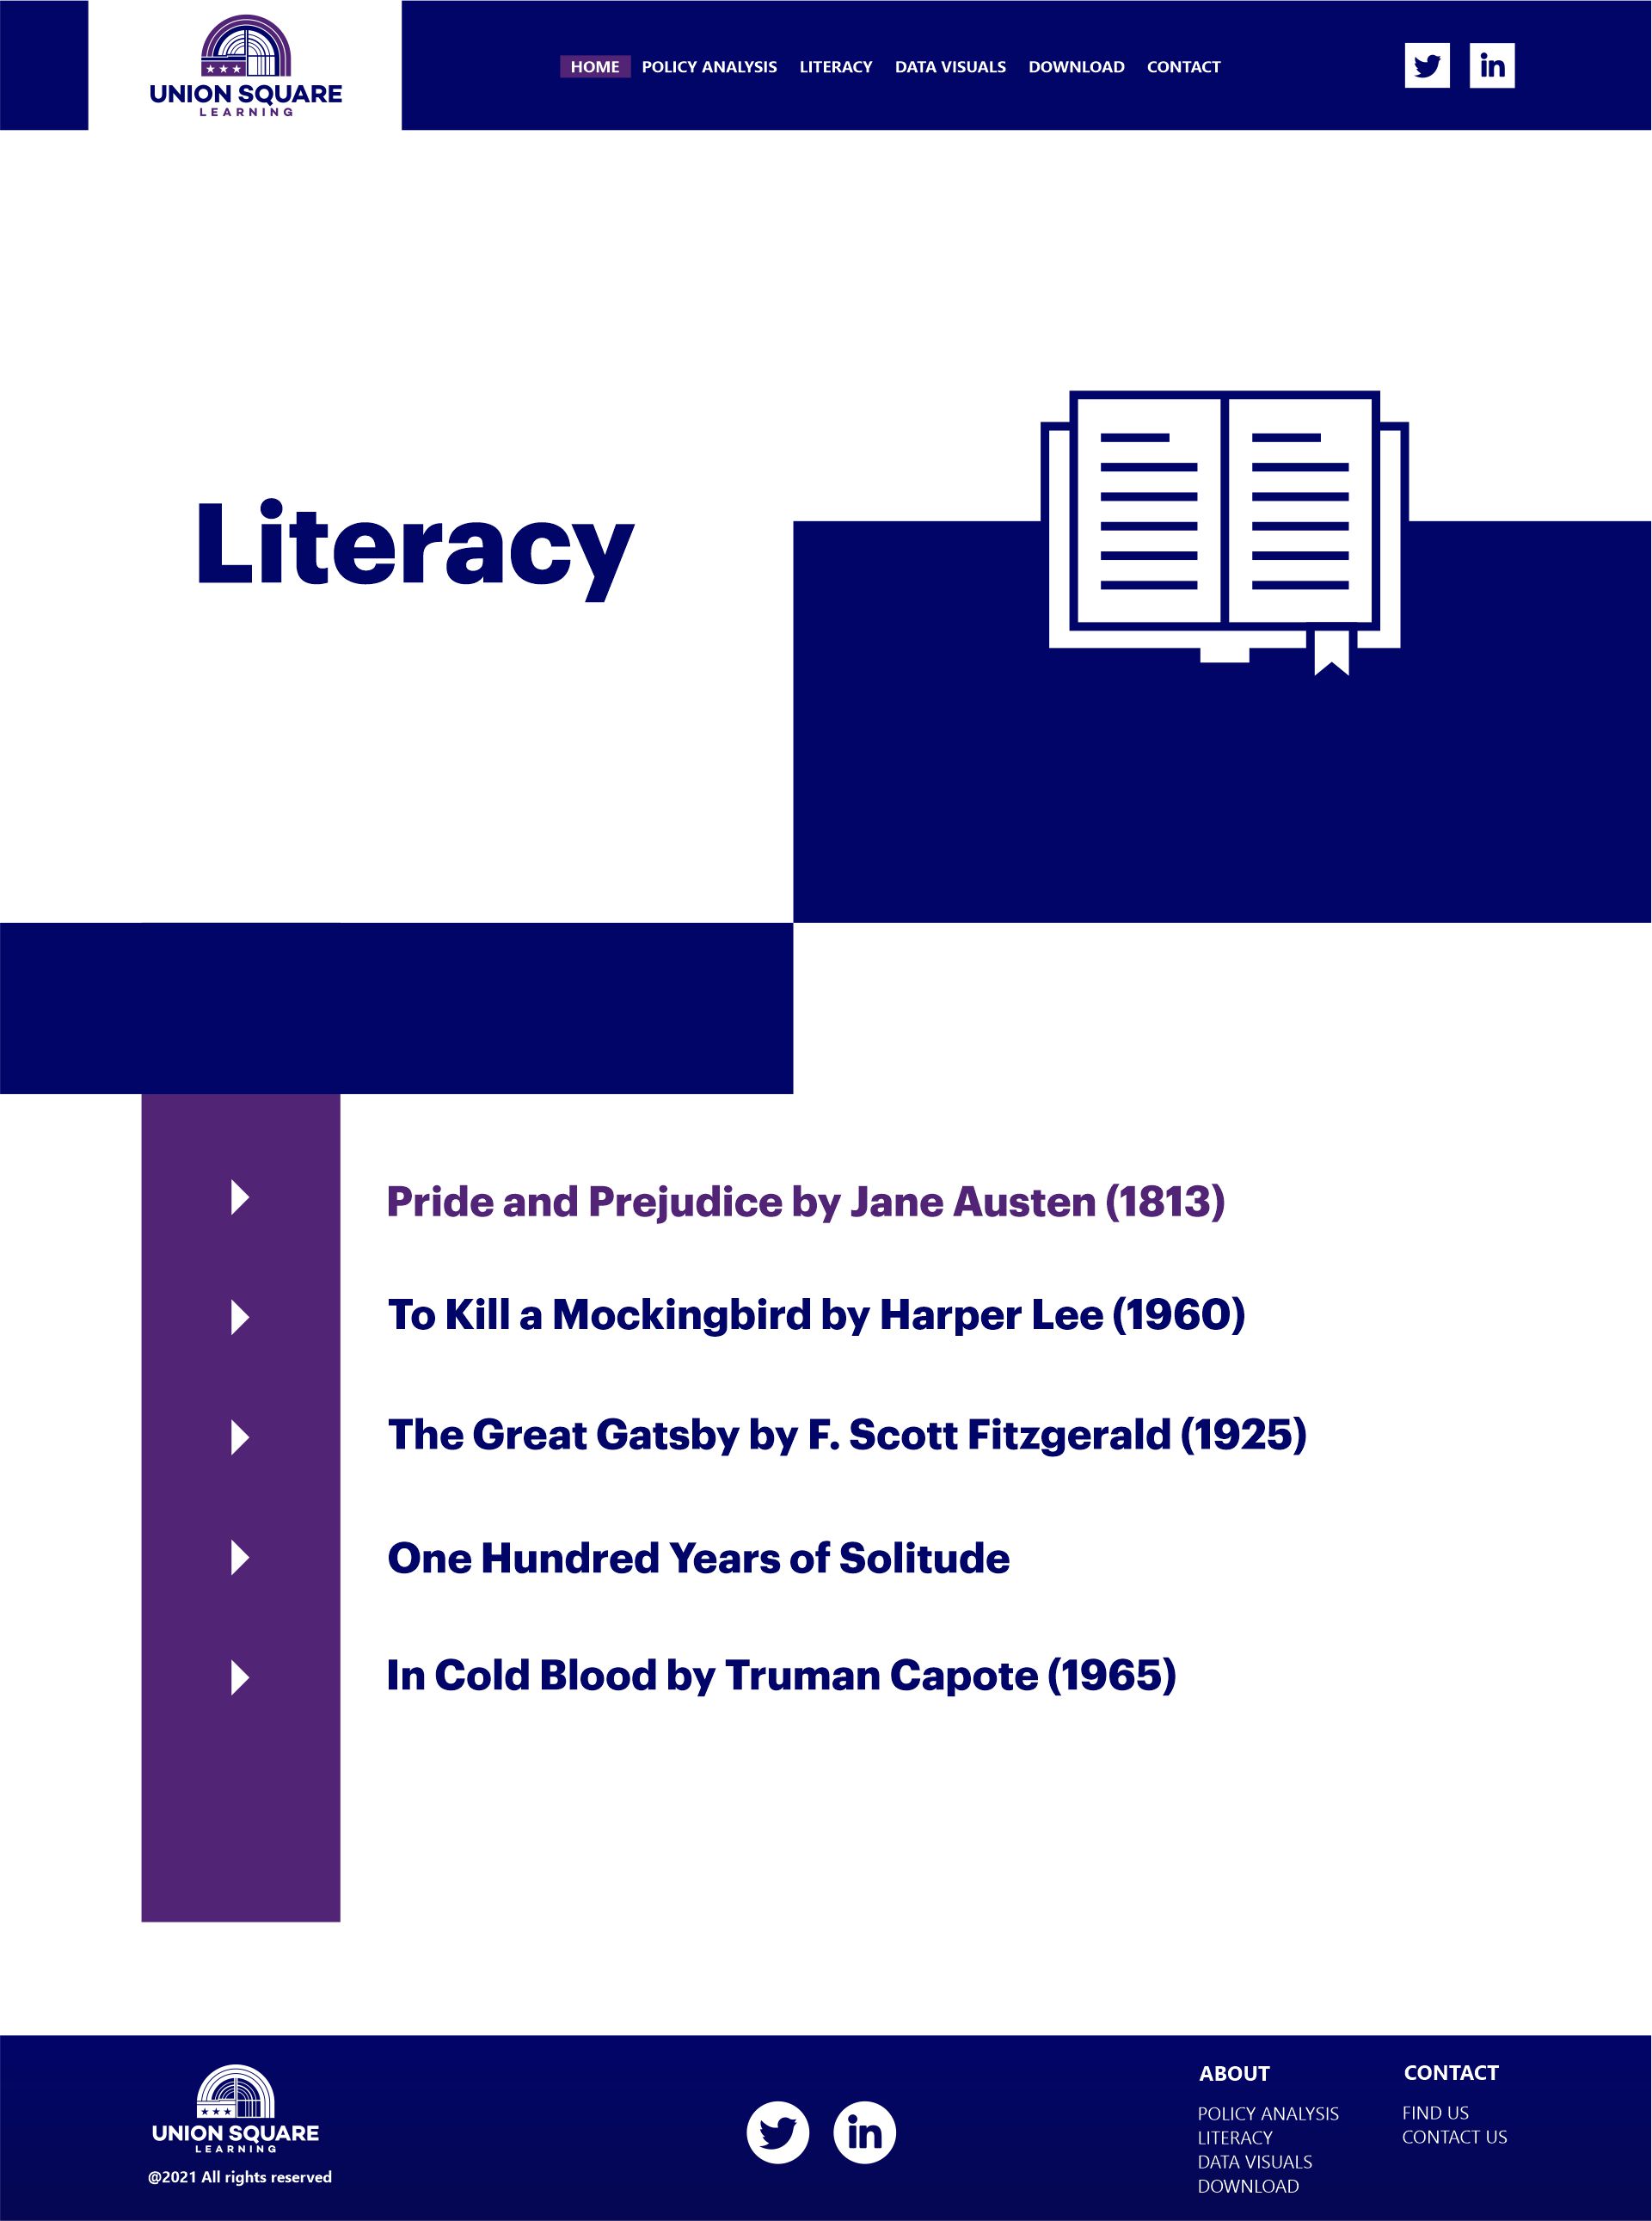 UNION SQUARE
LEARNING
HOME POLICY ANALYSIS LITERACY DATA VISUALS DOWNLOAD CONTACT
in
Literacy
Pride and Prejudice by Jane Austen (1813)
To Kill a Mockingbird by Harper Lee (1960)
The Great Gatsby by F. Scott Fitzgerald (1925)
One Hundred Years of Solitude
In Cold Blood by Truman Capote (1965)
UNION SQUARE
LEARNING
@2021 All rights reserved
in
ABOUT
POLICY ANALYSIS
LITERACY
DATA VISUALS
DOWNLOAD
CONTACT
FIND US
CONTACT US